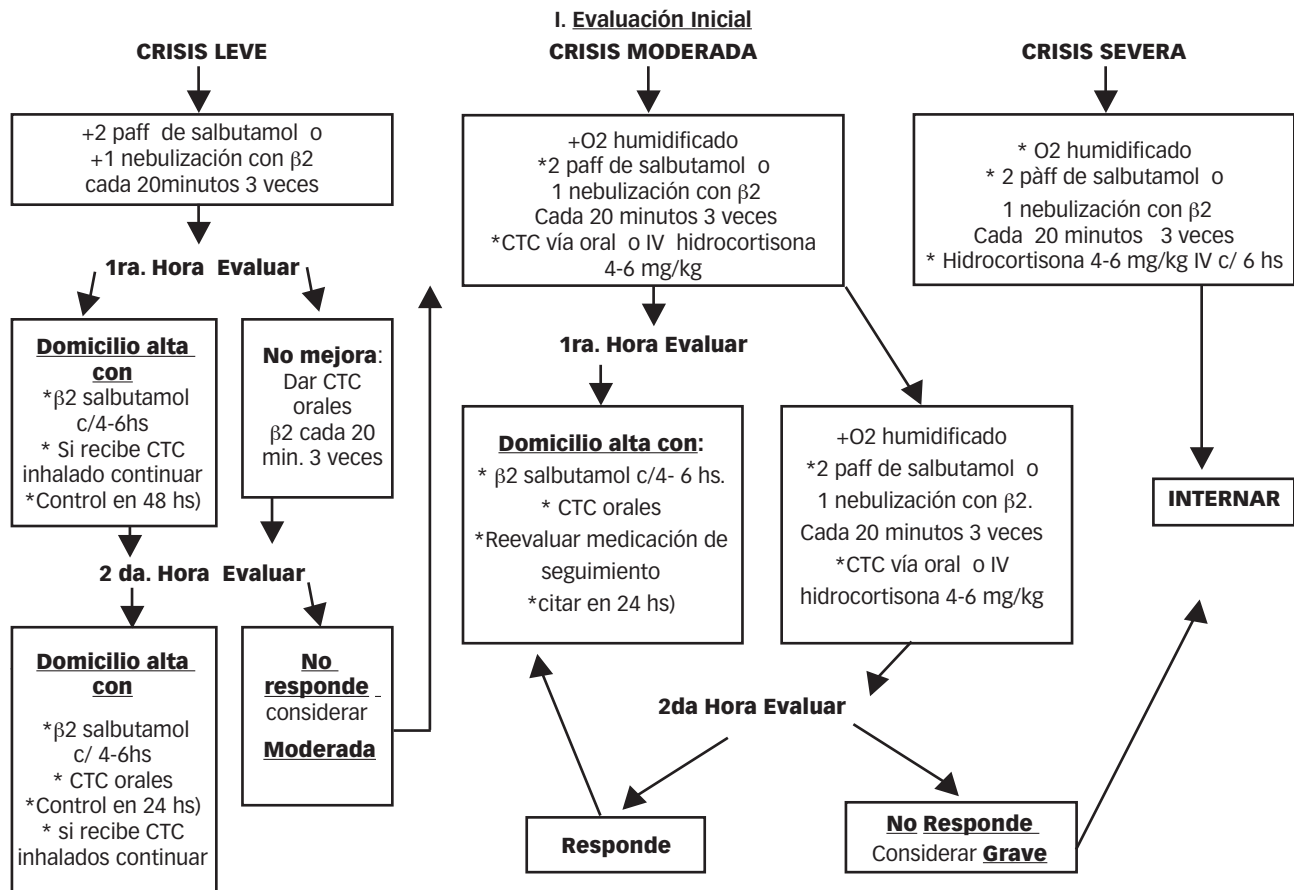 I. Evaluación Inicial
CRISIS LEVE
+2 paff de salbutamol o
+1 nebulización con β2
cada 20minutos 3 veces
1ra. Hora Evaluar
Domicilio alta
con
*β2 salbutamol
c/4-6hs
* Si recibe CTC
inhalado continuar
*Control en 48 hs)
No mejora:
Dar CTC
orales
β2 cada 20
min. 3 veces
2 da. Hora Evaluar
Domicilio alta
con
*β2 salbutamol
c/ 4-6hs
* CTC orales
*Control en 24 hs)
* si recibe CTC
inhalados continuar
No
responde
considerar
Moderada
CRISIS MODERADA
+O2 humidificado
*2 paff de salbutamol o
1 nebulización con β2
Cada 20 minutos 3 veces
*CTC vía oral o IV hidrocortisona
4-6 mg/kg
1ra. Hora Evaluar
Domicilio alta con:
* β2 salbutamol c/4- 6 hs.
* CTC orales
*Reevaluar medicación de
seguimiento
*citar en 24 hs)
+O2 humidificado
*2 paff de salbutamol o
1 nebulización con β2.
Cada 20 minutos 3 veces
*CTC vía oral o IV
hidrocortisona 4-6 mg/kg
2da Hora Evaluar
Responde
No Responde
Considerar Grave
CRISIS SEVERA
* O2 humidificado
* 2 pàff de salbutamol o
1 nebulización con β2
Cada 20 minutos 3 veces
* Hidrocortisona 4-6 mg/kg IV c/ 6 hs
INTERNAR